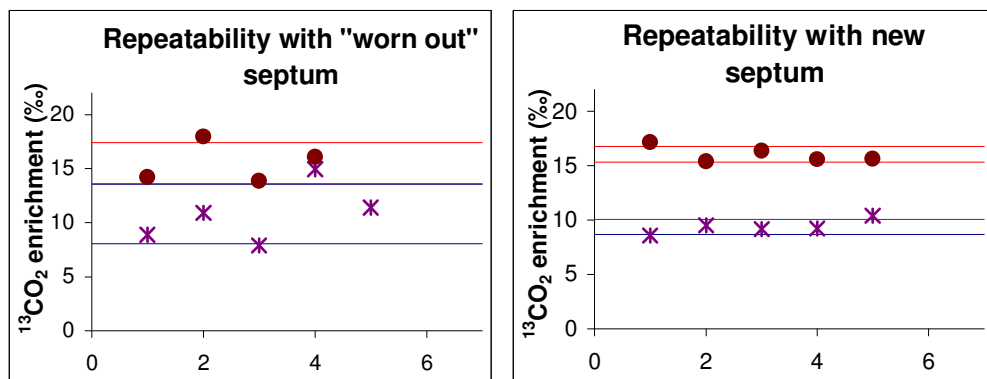 Repeatability with "worn out"
septum
¹³CO₂ enrichment (‰)
20
15
10
5
0
0 2 4 6
Repeatability with new
septum
¹³CO₂ enrichment (‰)
20
15
10
5
0
0 2 4 6